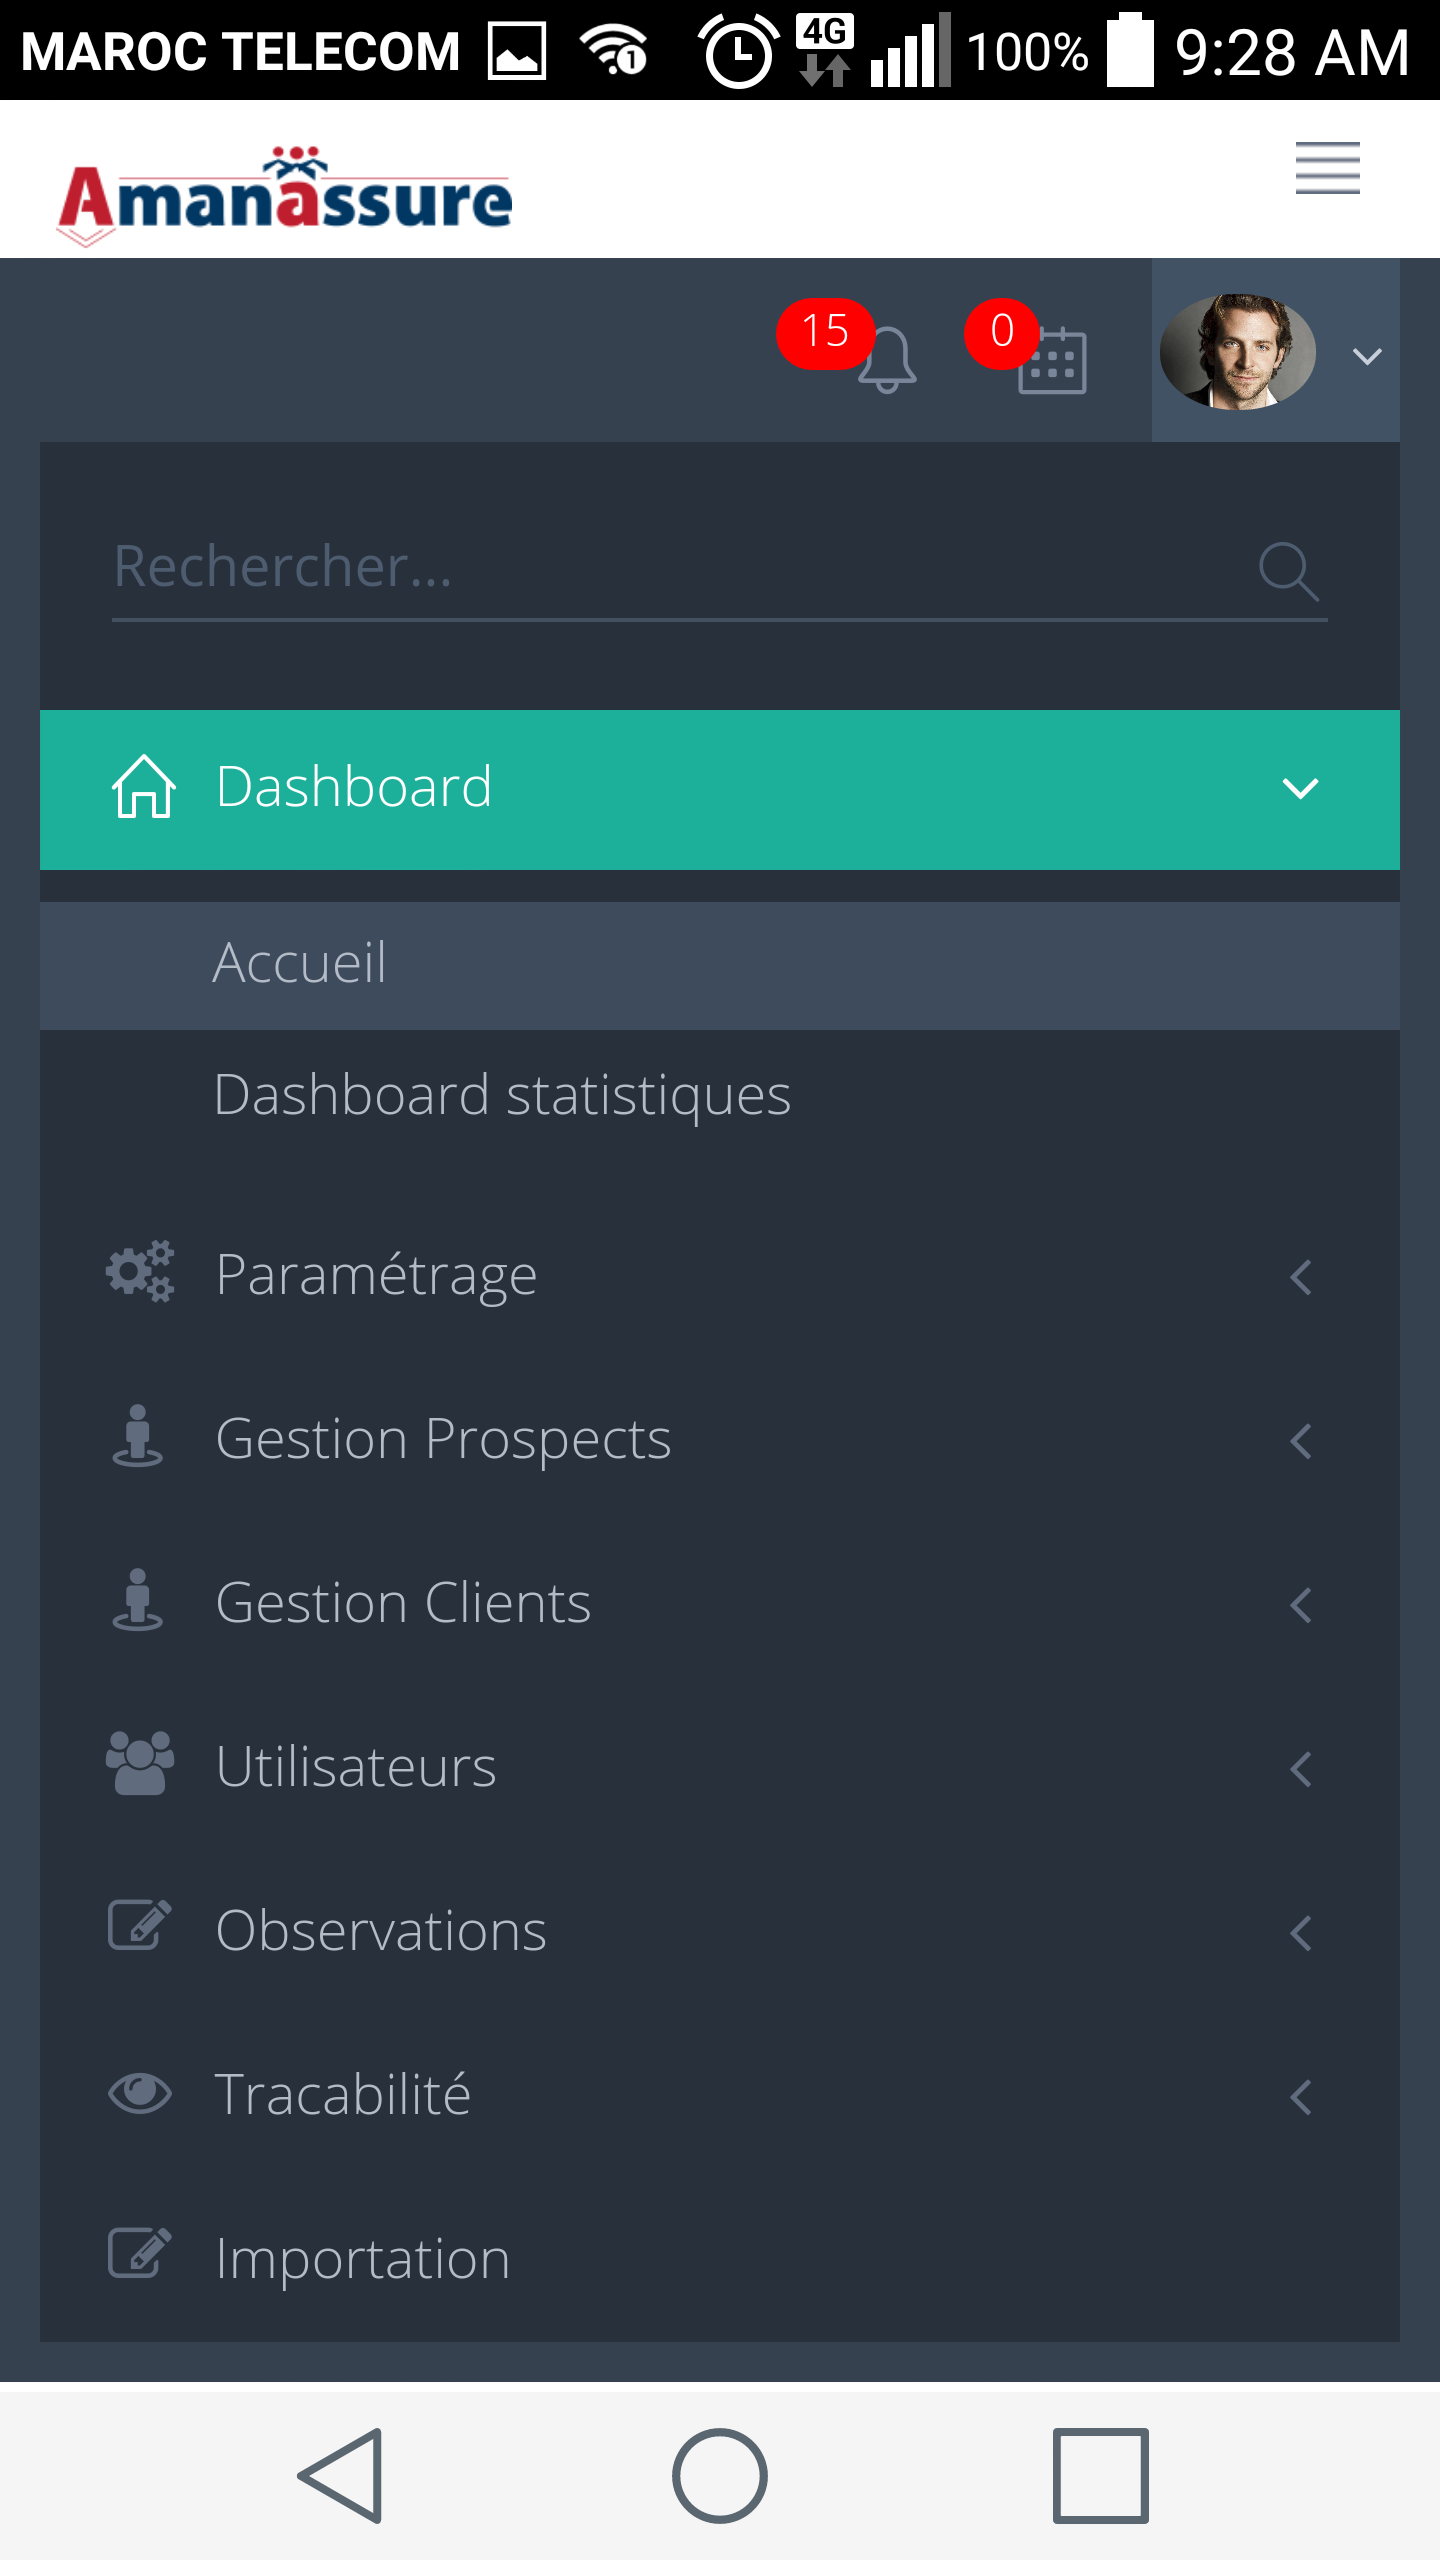 MAROC TELECOM 1 4G 100% 9:28 AM
Amanassure
15 0
Rechercher...
Dashboard
Accueil
Dashboard statistiques
Paramétrage
Gestion Prospects
Gestion Clients
Utilisateurs
Observations
Tracabilité
Importation